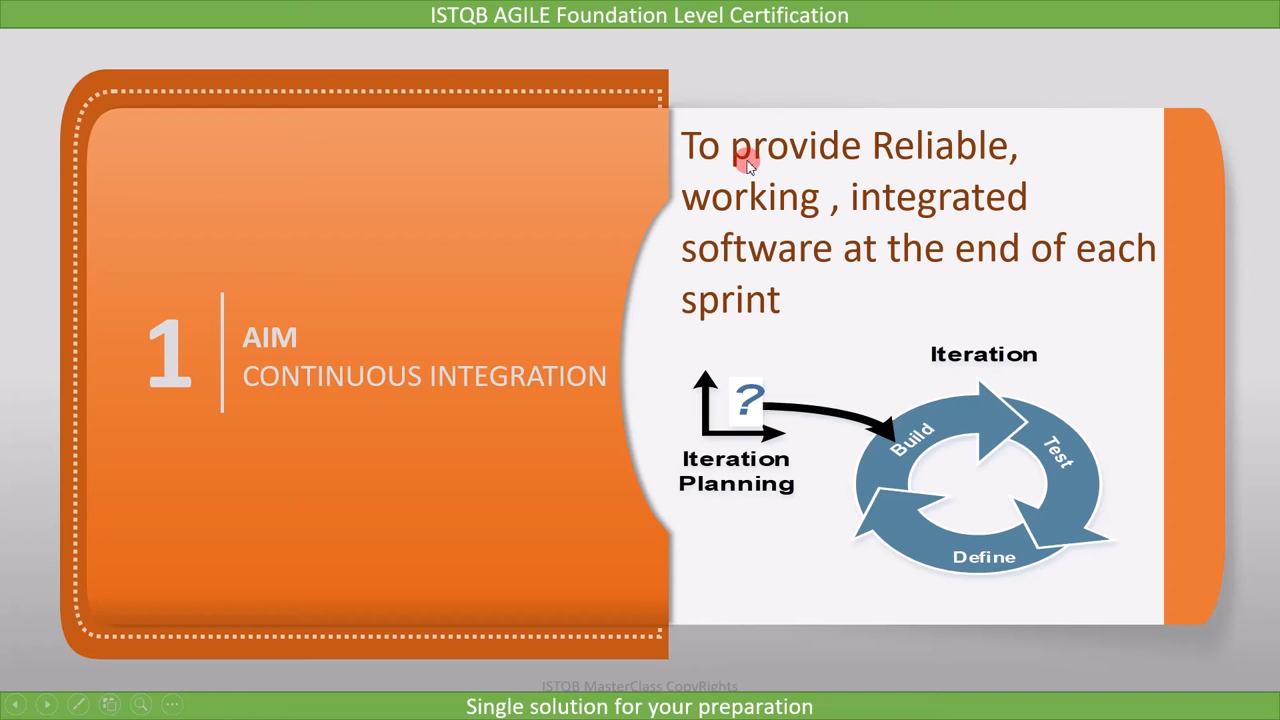 ISTQB AGILE Foundation Level Certification
1
AIM
CONTINUOUS INTEGRATION
To provide Reliable,
working , integrated
software at the end of each
sprint
Iteration
?
Iteration
Planning
Build
Test
Define
ISTQB MasterClass CopyRights
Single solution for your preparation